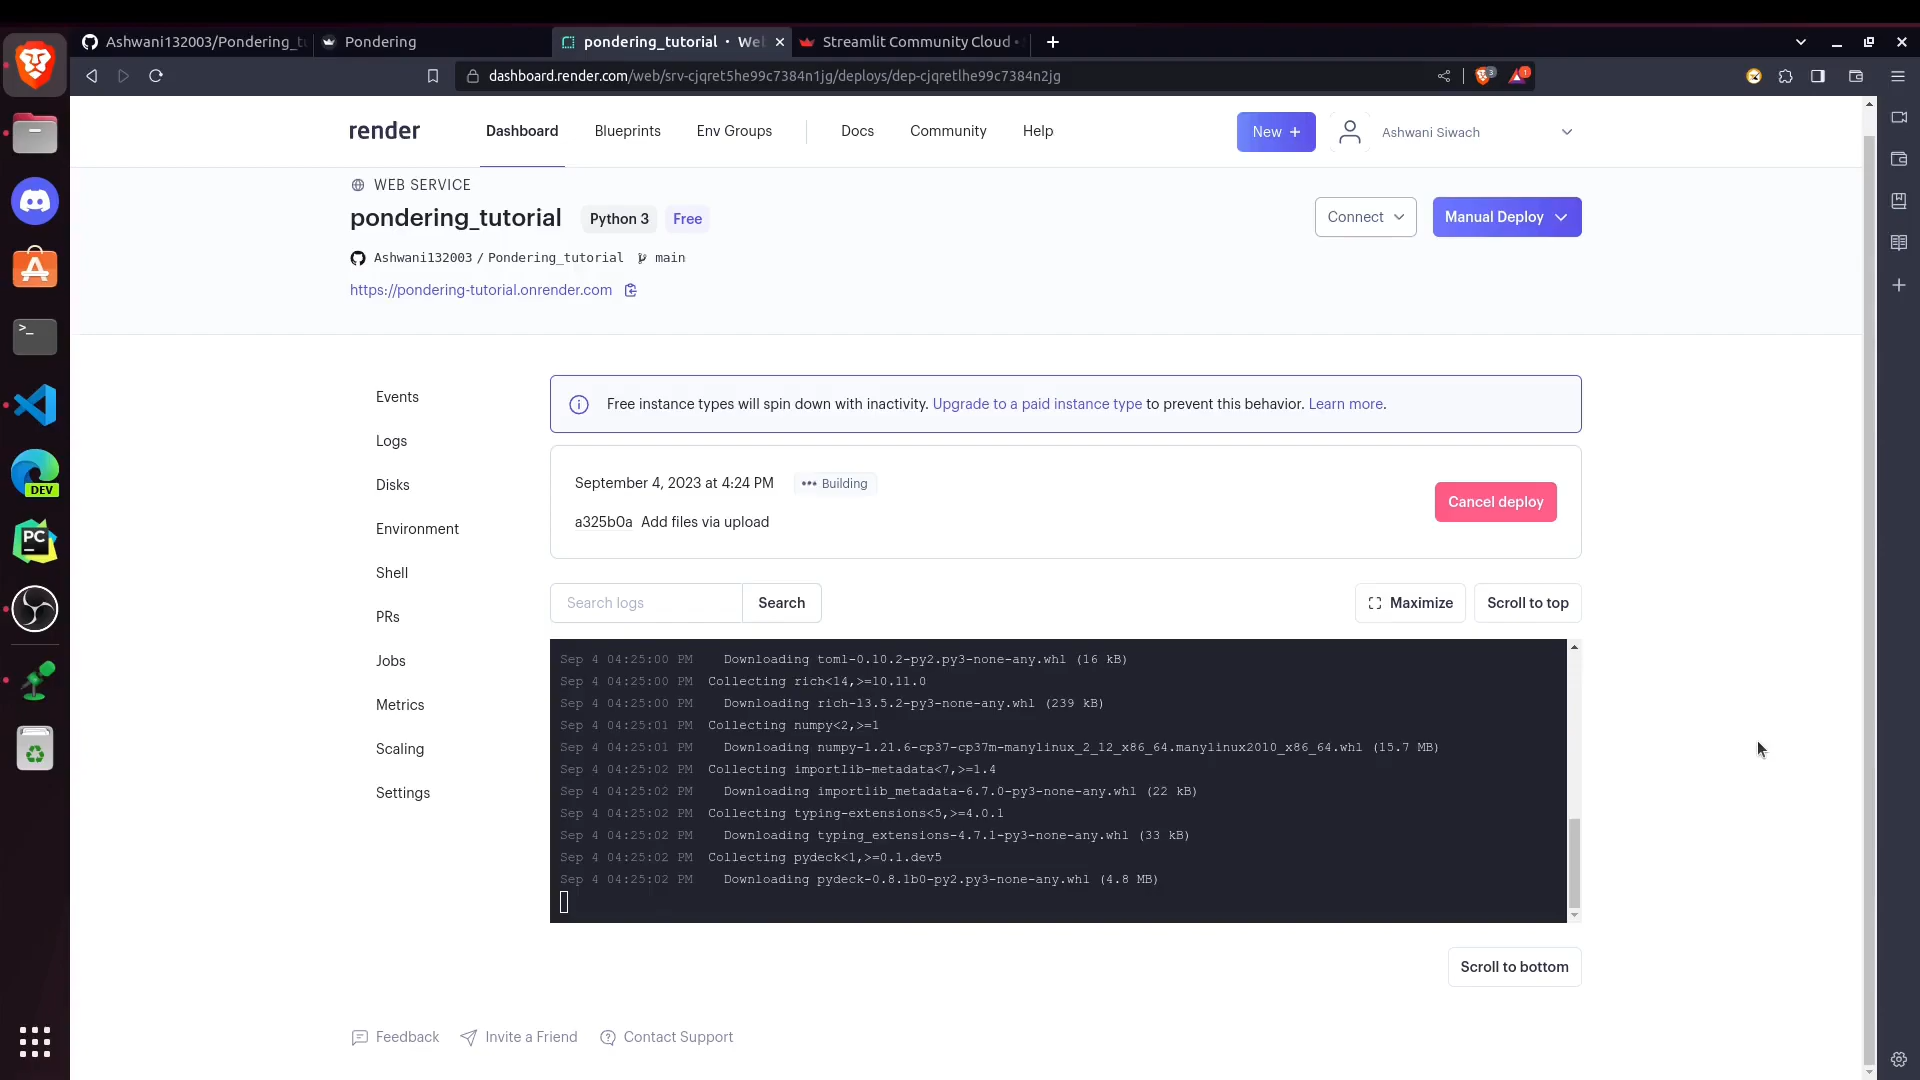 Ashwani132003/Pondering_tu
Pondering
pondering_tutorial · Web
Streamlit Community Cloud •
dashboard.render.com/web/srv-cjqret5he99c7384n1jg/deploys/dep-cjqretlhe99c7384n2jg
3
1
render
Dashboard
Blueprints
Env Groups
Docs
Community
Help
New +
Ashwani Siwach
WEB SERVICE
pondering_tutorial Python 3 Free
Connect
Manual Deploy
Ashwani132003 / Pondering_tutorial main
https://pondering-tutorial.onrender.com
Events
Logs
Disks
Environment
Shell
PRs
Jobs
Metrics
Scaling
Settings
Free instance types will spin down with inactivity. Upgrade to a paid instance type to prevent this behavior. Learn more.
September 4, 2023 at 4:24 PM ••• Building
a325b0a Add files via upload
Cancel deploy
Search logs
Search
Maximize
Scroll to top
Sep 4 04:25:00 PM Downloading toml-0.10.2-py2.py3-none-any.whl (16 kB)
Sep 4 04:25:00 PM Collecting rich<14,>=10.11.0
Sep 4 04:25:00 PM Downloading rich-13.5.2-py3-none-any.whl (239 kB)
Sep 4 04:25:01 PM Collecting numpy<2,>=1
Sep 4 04:25:01 PM Downloading numpy-1.21.6-cp37-cp37m-manylinux_2_12_x86_64.manylinux2010_x86_64.whl (15.7 MB)
Sep 4 04:25:02 PM Collecting importlib-metadata<7,>=1.4
Sep 4 04:25:02 PM Downloading importlib_metadata-6.7.0-py3-none-any.whl (22 kB)
Sep 4 04:25:02 PM Collecting typing-extensions<5,>=4.0.1
Sep 4 04:25:02 PM Downloading typing_extensions-4.7.1-py3-none-any.whl (33 kB)
Sep 4 04:25:02 PM Collecting pydeck<1,>=0.1.dev5
Sep 4 04:25:02 PM Downloading pydeck-0.8.1b0-py2.py3-none-any.whl (4.8 MB)
Scroll to bottom
Feedback
Invite a Friend
Contact Support
>_
DEV
PC